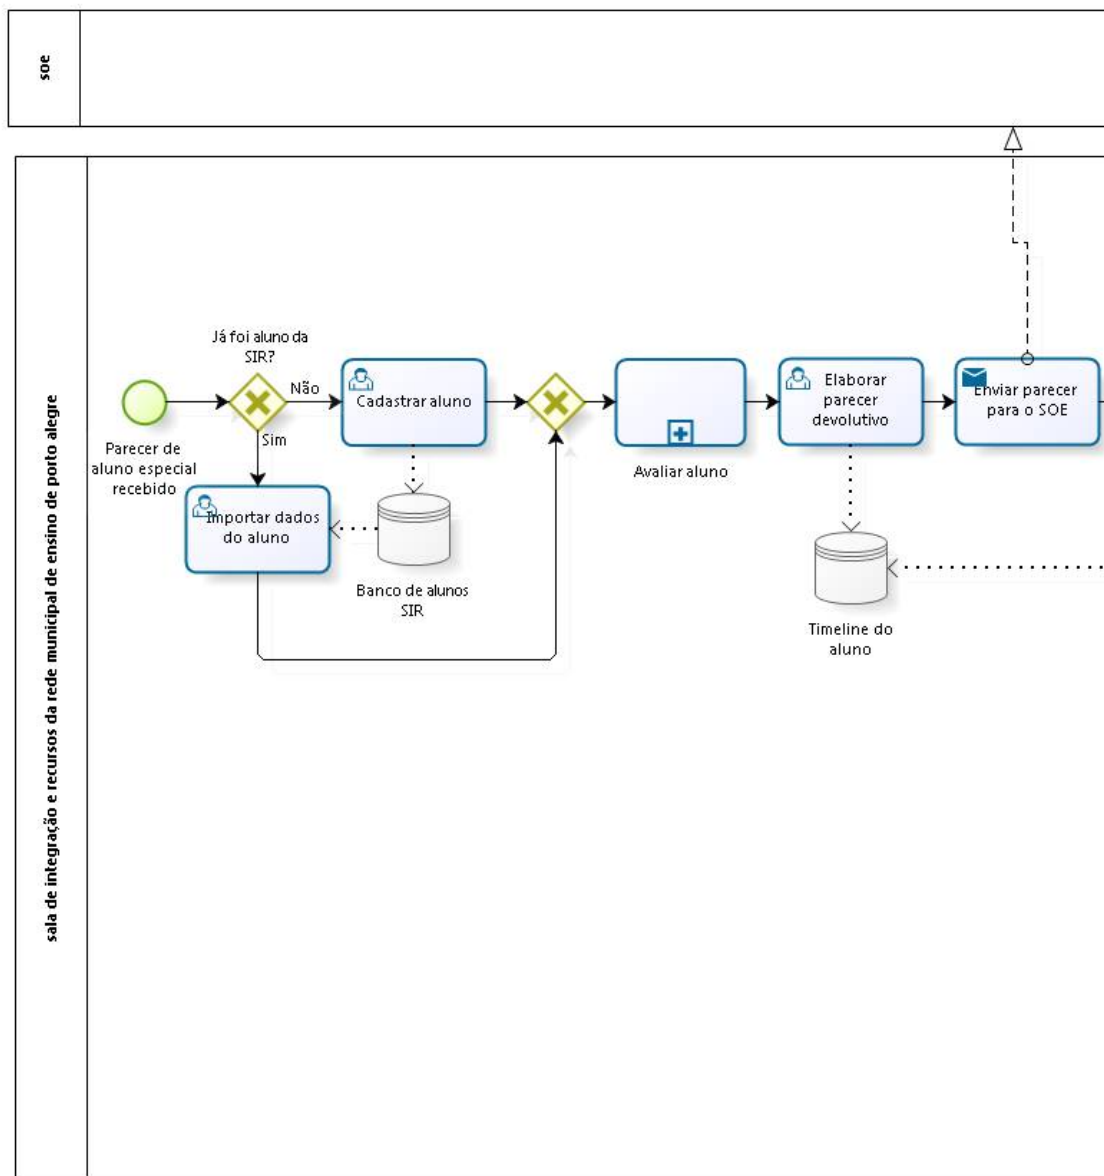 soe
sala de integração e recursos da rede municipal de ensino de porto alegre
Já foi aluno da
SIR?
Não
Sim
Parecer de
aluno especial
recebido
Cadastrar aluno
Importar dados
do aluno
Banco de alunos
SIR
Avaliar aluno
Elaborar
parecer
devolutivo
Enviar parecer
para o SOE
Timeline do
aluno